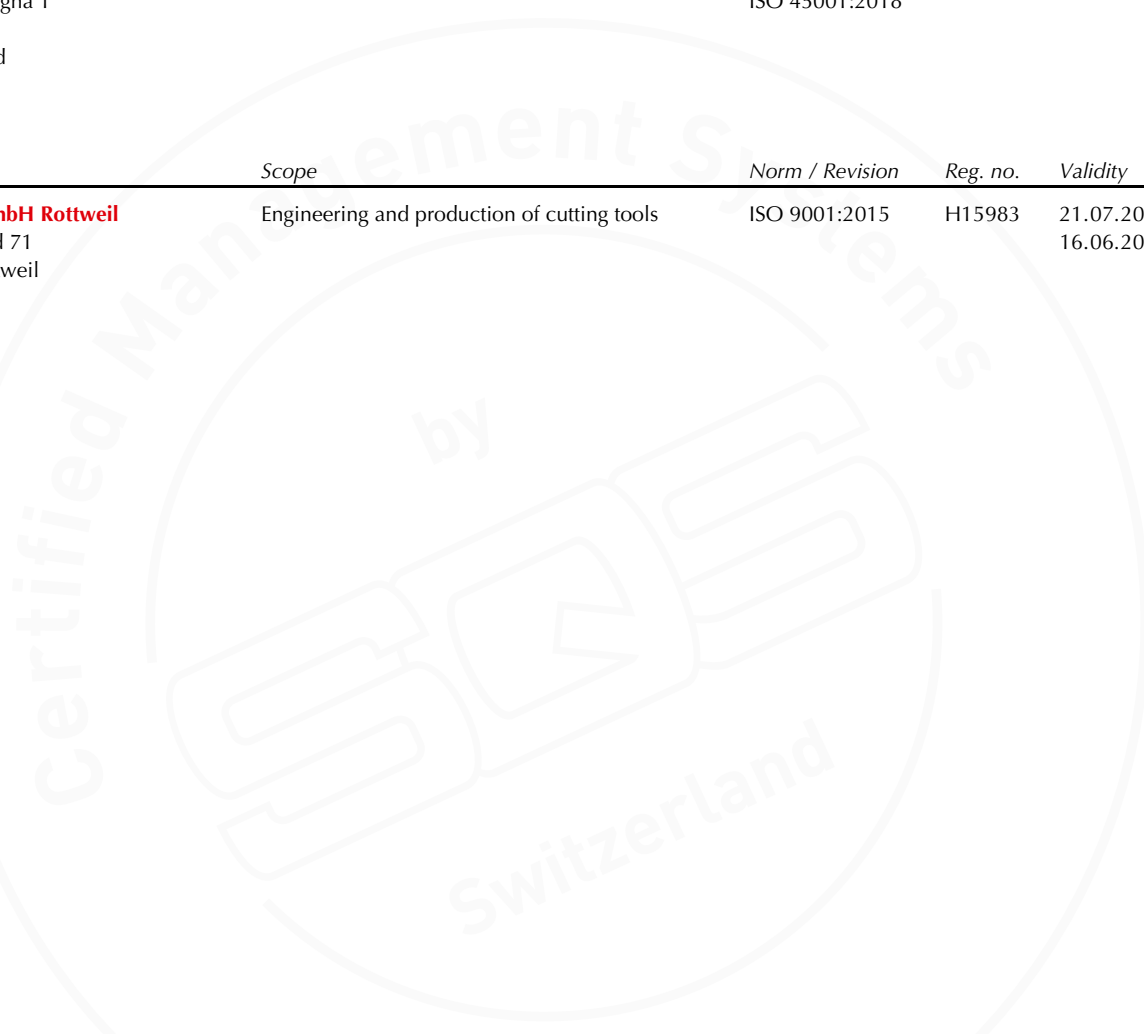 gna 1 ISO 45001:2018
d
Scope Norm / Revision Reg. no. Validity
nbH Rottweil Engineering and production of cutting tools ISO 9001:2015 H15983 21.07.20
d 71 16.06.20
weil
Certified Management Systems
by
SQS
Switzerland